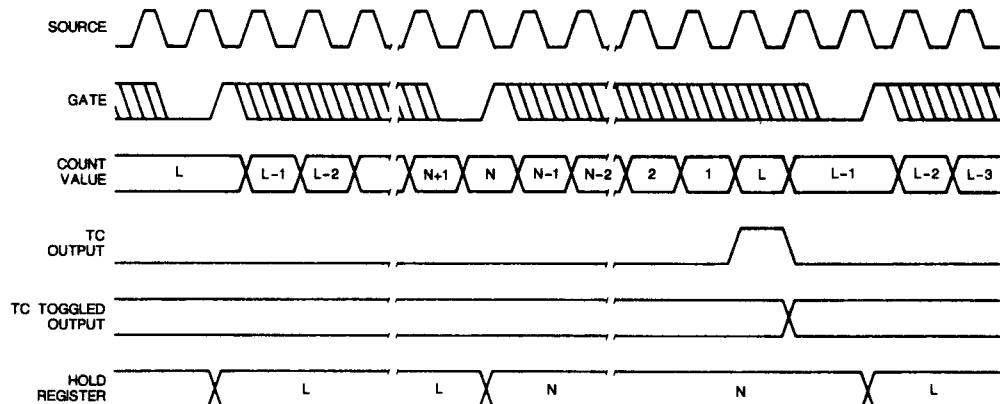 SOURCE
GATE
COUNT
VALUE
L L-1 L-2 N+1 N N-1 N-2 2 1 L L-1 L-2 L-3
TC
OUTPUT
TC TOGGLED
OUTPUT
HOLD
REGISTER
L L N N L